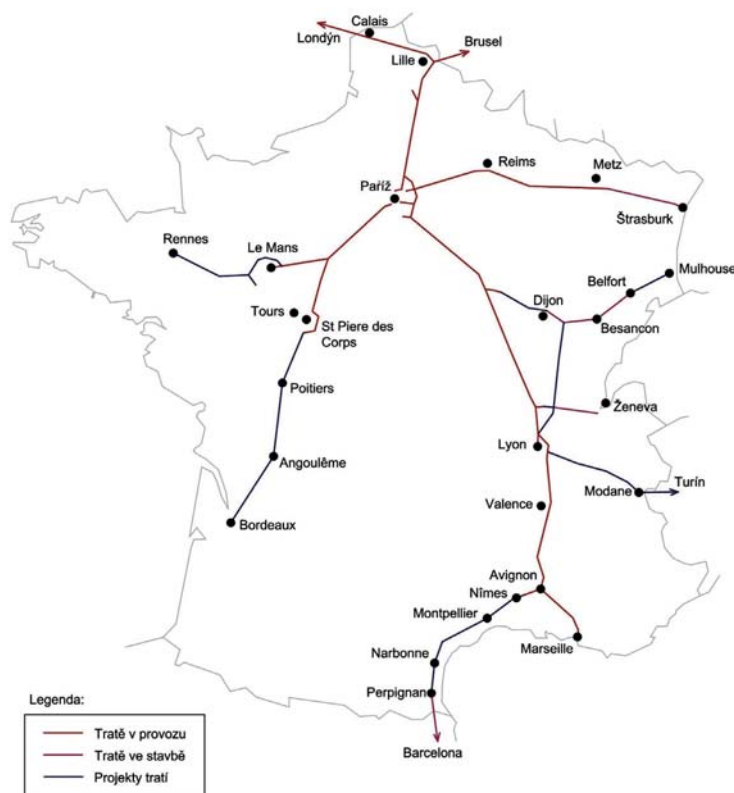 Calais
Londýn
Brusel
Lille
Reims
Metz
Paříž
Štrasburk
Rennes
Le Mans
Mulhouse
Belfort
Dijon
Tours
St Piere des
Corps
Besancon
Poitiers
Ženeva
Lyon
Angoulême
Turín
Modane
Valence
Bordeaux
Avignon
Nîmes
Montpellier
Marseille
Narbonne
Perpignan
Legenda:
Tratě v provozu
Tratě ve stavbě
Projekty tratí
Barcelona